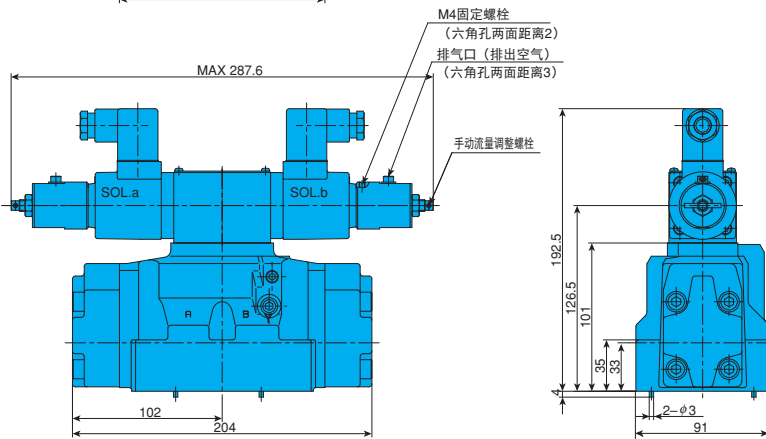 M4固定螺栓
（六角孔两面距离2）
排气口（排出空气）
（六角孔两面距离3）
MAX 287.6
手动流量调整螺栓
SOL.a
SOL.b
A
B
102
204
192.5
126.5
101
35
33
4
2-φ3
91